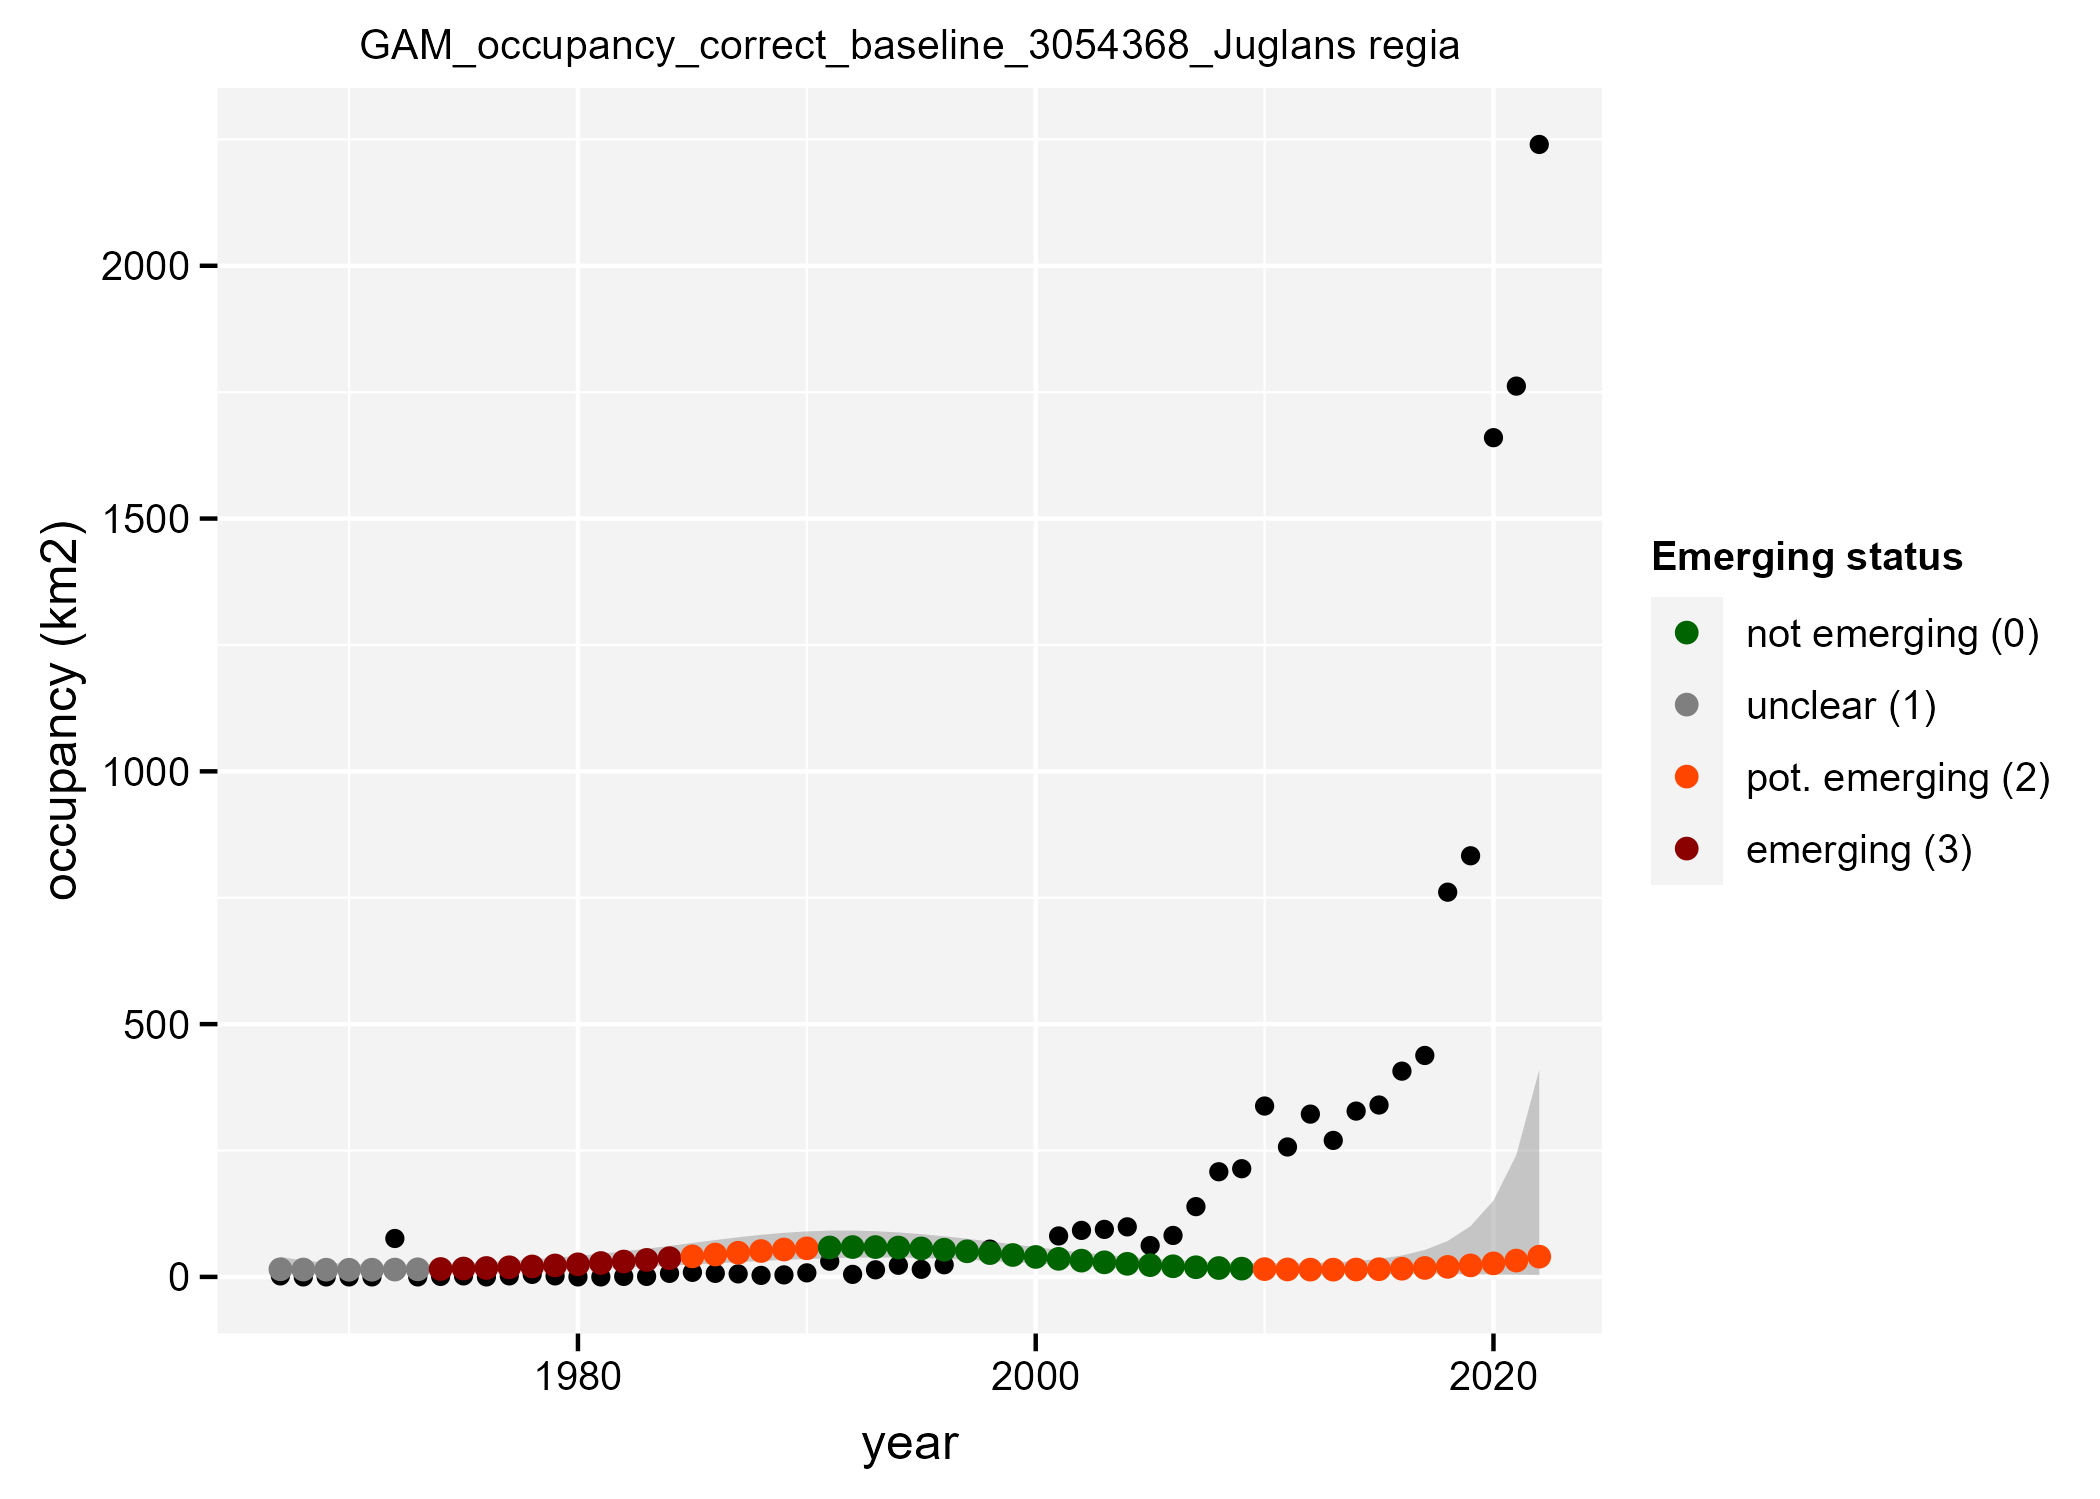 GAM_occupancy_correct_baseline_3054368_Juglans regia
occupancy (km2)
2000
1500
1000
500
0
1980
2000
2020
year
Emerging status
not emerging (0)
unclear (1)
pot. emerging (2)
emerging (3)